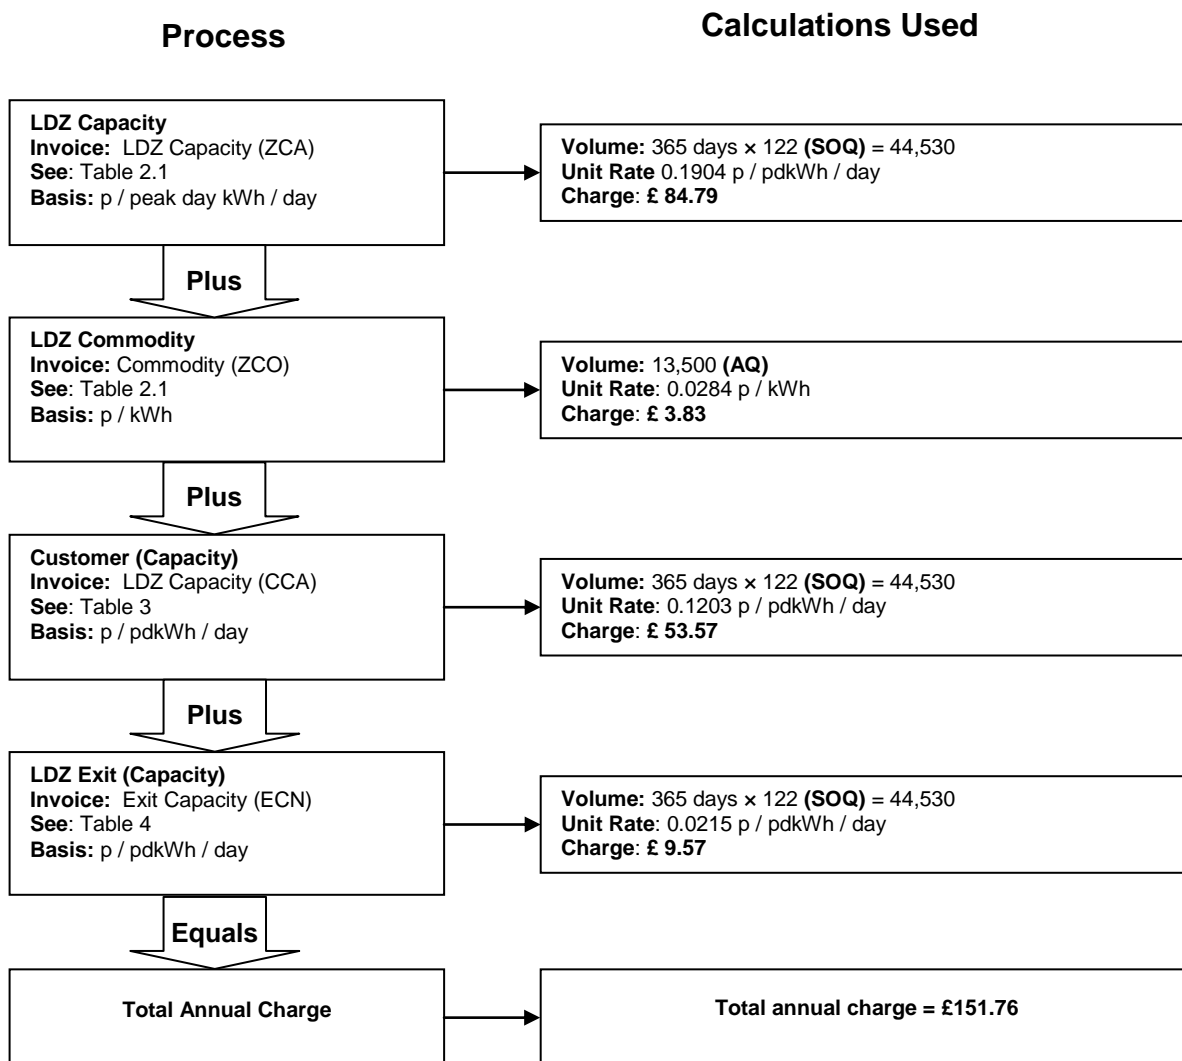 Process
Calculations Used
LDZ Capacity
Invoice: LDZ Capacity (ZCA)
See: Table 2.1
Basis: p / peak day kWh / day
Volume: 365 days × 122 (SOQ) = 44,530
Unit Rate 0.1904 p / pdkWh / day
Charge: £ 84.79
Plus
LDZ Commodity
Invoice: Commodity (ZCO)
See: Table 2.1
Basis: p / kWh
Volume: 13,500 (AQ)
Unit Rate: 0.0284 p / kWh
Charge: £ 3.83
Plus
Customer (Capacity)
Invoice: LDZ Capacity (CCA)
See: Table 3
Basis: p / pdkWh / day
Volume: 365 days × 122 (SOQ) = 44,530
Unit Rate: 0.1203 p / pdkWh / day
Charge: £ 53.57
Plus
LDZ Exit (Capacity)
Invoice: Exit Capacity (ECN)
See: Table 4
Basis: p / pdkWh / day
Volume: 365 days × 122 (SOQ) = 44,530
Unit Rate: 0.0215 p / pdkWh / day
Charge: £ 9.57
Equals
Total Annual Charge
Total annual charge = £151.76